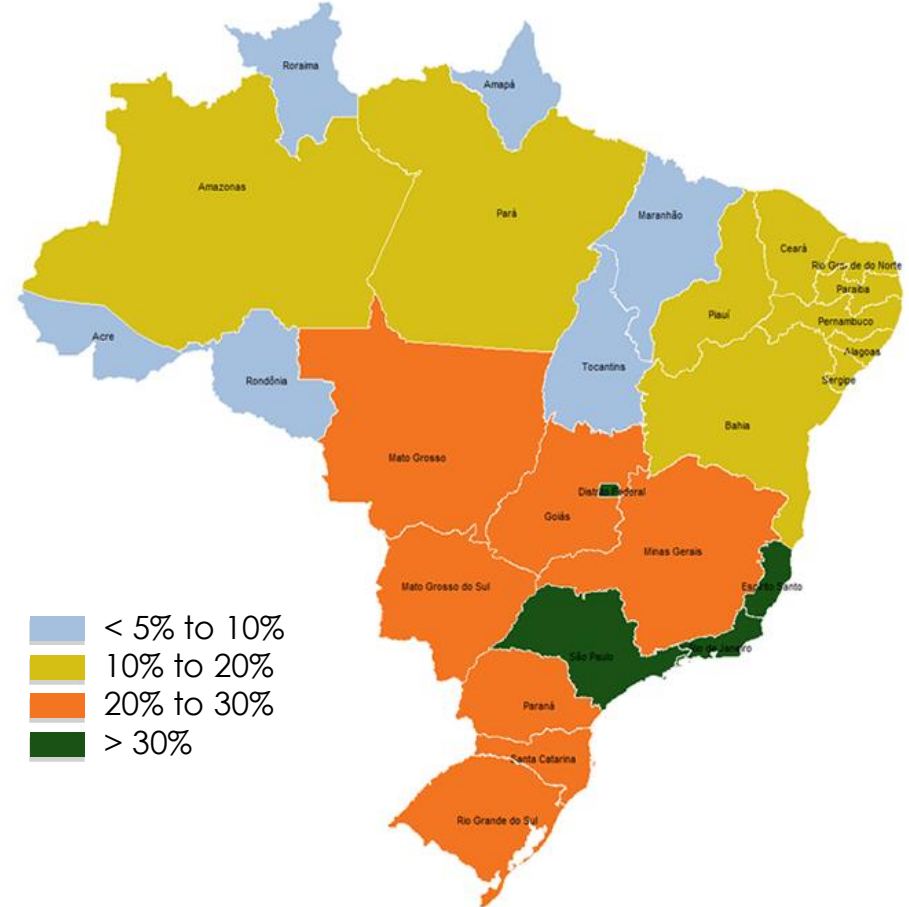 Roraima
Amapá
Amazonas
Pará
Maranhão
Ceará
Rio Grande do Norte
Paraíba
Piauí
Pernambuco
Acre
Alagoas
Tocantins
Rondônia
Sergipe
Bahia
Mato Grosso
Distrito Federal
Goiás
Minas Gerais
Mato Grosso do Sul
Espírito Santo
São Paulo
de Janeiro
Paraná
Santa Catarina
Rio Grande do Sul
< 5% to 10%
10% to 20%
20% to 30%
> 30%